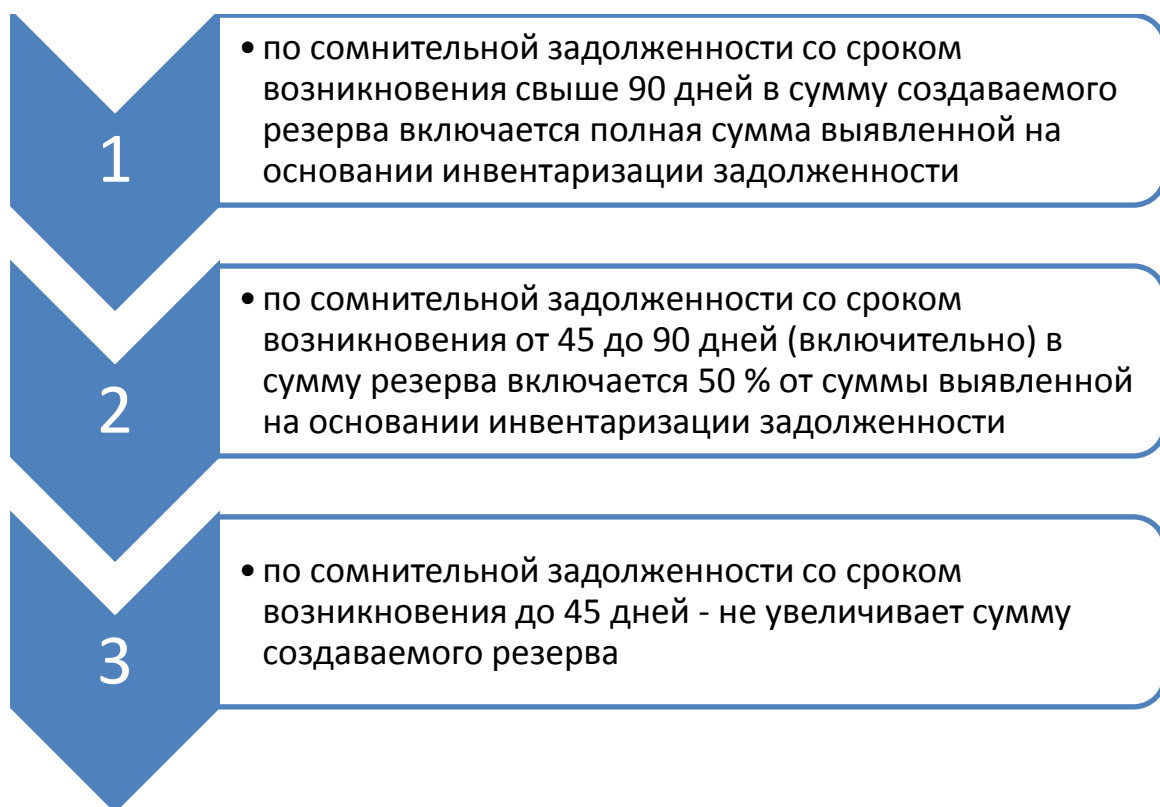 1
• по сомнительной задолженности со сроком
возникновения свыше 90 дней в сумму создаваемого
резерва включается полная сумма выявленной на
основании инвентаризации задолженности
2
• по сомнительной задолженности со сроком
возникновения от 45 до 90 дней (включительно) в
сумму резерва включается 50 % от суммы выявленной
на основании инвентаризации задолженности
3
• по сомнительной задолженности со сроком
возникновения до 45 дней - не увеличивает сумму
создаваемого резерва